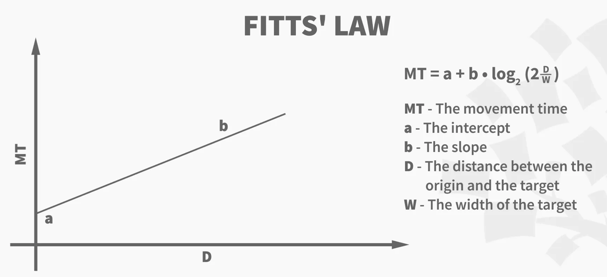 FITTS' LAW
MT = a + b • log₂ (2 D/W)
MT - The movement time
a - The intercept
b - The slope
D - The distance between the
origin and the target
W - The width of the target
MT
b
a
D